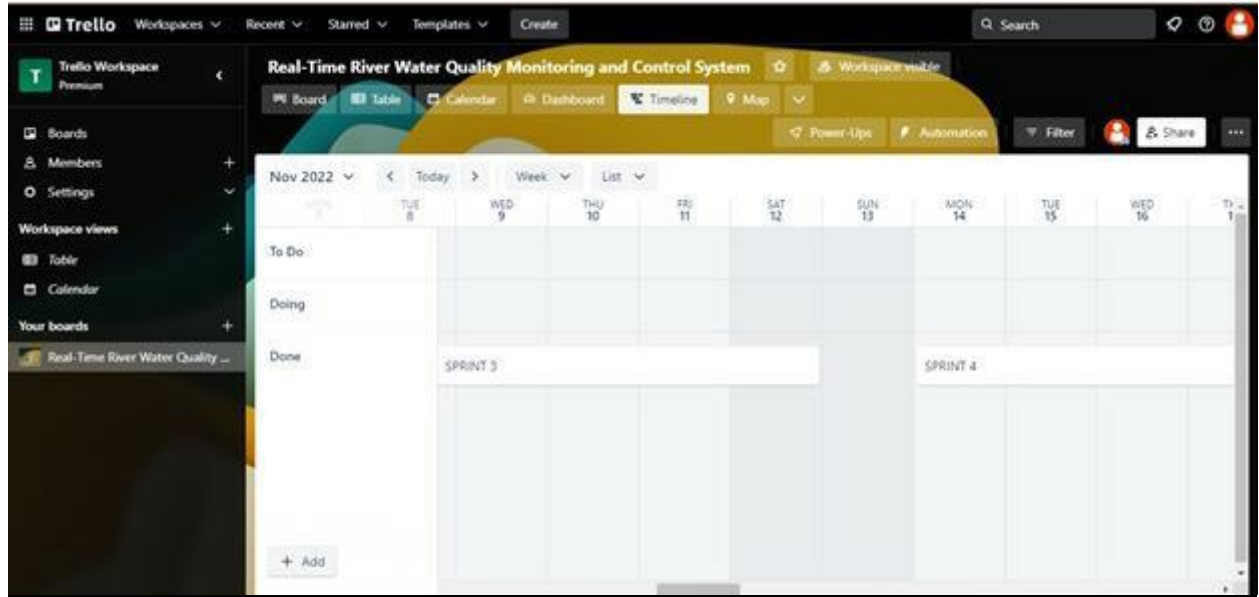 Trello Workspaces Recent Starred Templates Create Search
T Trello Workspace
Premium
Boards
Members
Settings
Workspace views
Table
Calendar
Your boards
Real-Time River Water Quality ...
Real-Time River Water Quality Monitoring and Control System Workspace visible
Board Table Calendar Dashboard Timeline Map
Power-Ups Automation Filter Share
Nov 2022 Today Week List
MON TUE WED THU FRI SAT SUN MON TUE WED
7 8 9 10 11 12 13 14 15 16
To Do
Doing
Done SPRINT 3 SPRINT 4
+ Add